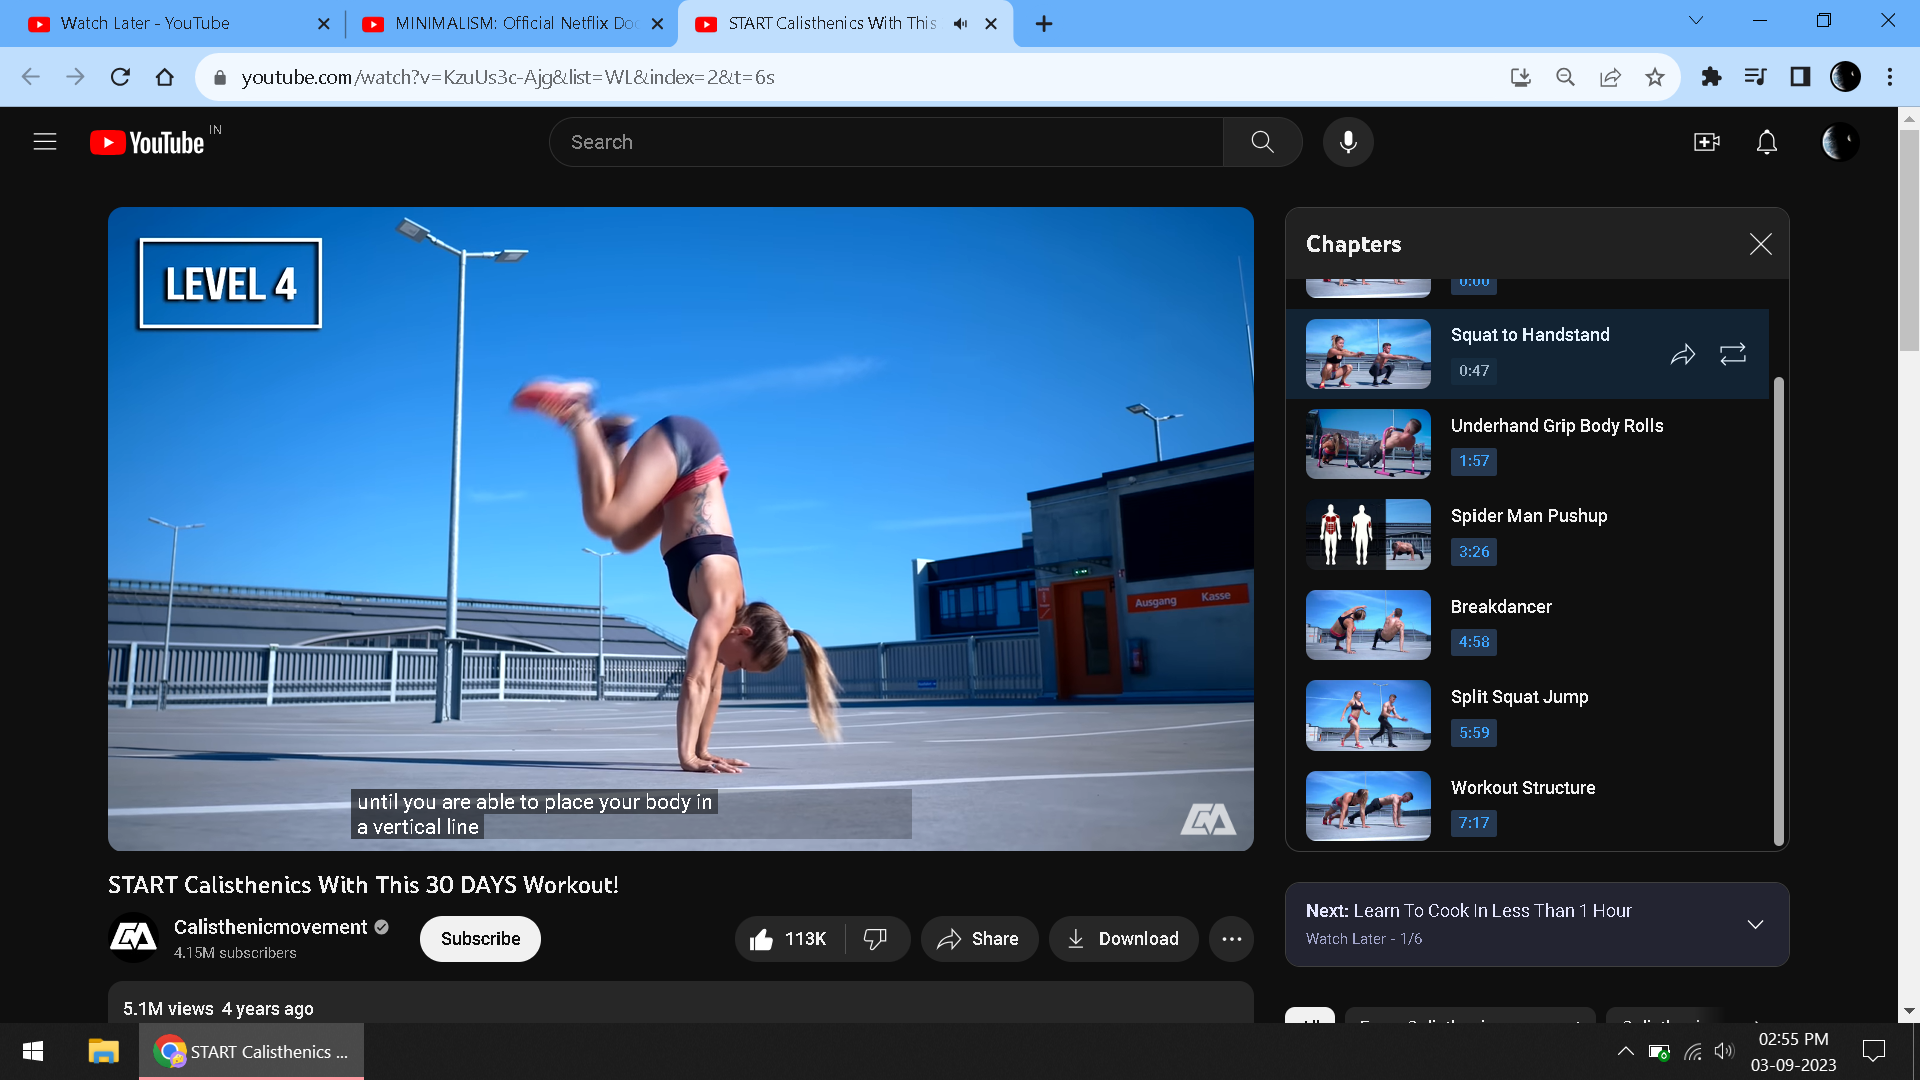 Watch Later - YouTube
MINIMALISM: Official Netflix Do
START Calisthenics With This
youtube.com/watch?v=KzuUs3c-Ajg&list=WL&index=2&t=6s
YouTube IN
Search
LEVEL 4
Ausgang Kasse
until you are able to place your body in
a vertical line
Chapters
0:00
Squat to Handstand
0:47
Underhand Grip Body Rolls
1:57
Spider Man Pushup
3:26
Breakdancer
4:58
Split Squat Jump
5:59
Workout Structure
7:17
START Calisthenics With This 30 DAYS Workout!
Calisthenicmovement
4.15M subscribers
Subscribe
113K
Share
Download
Next: Learn To Cook In Less Than 1 Hour
Watch Later - 1/6
5.1M views 4 years ago
START Calisthenics ...
02:55 PM
03-09-2023